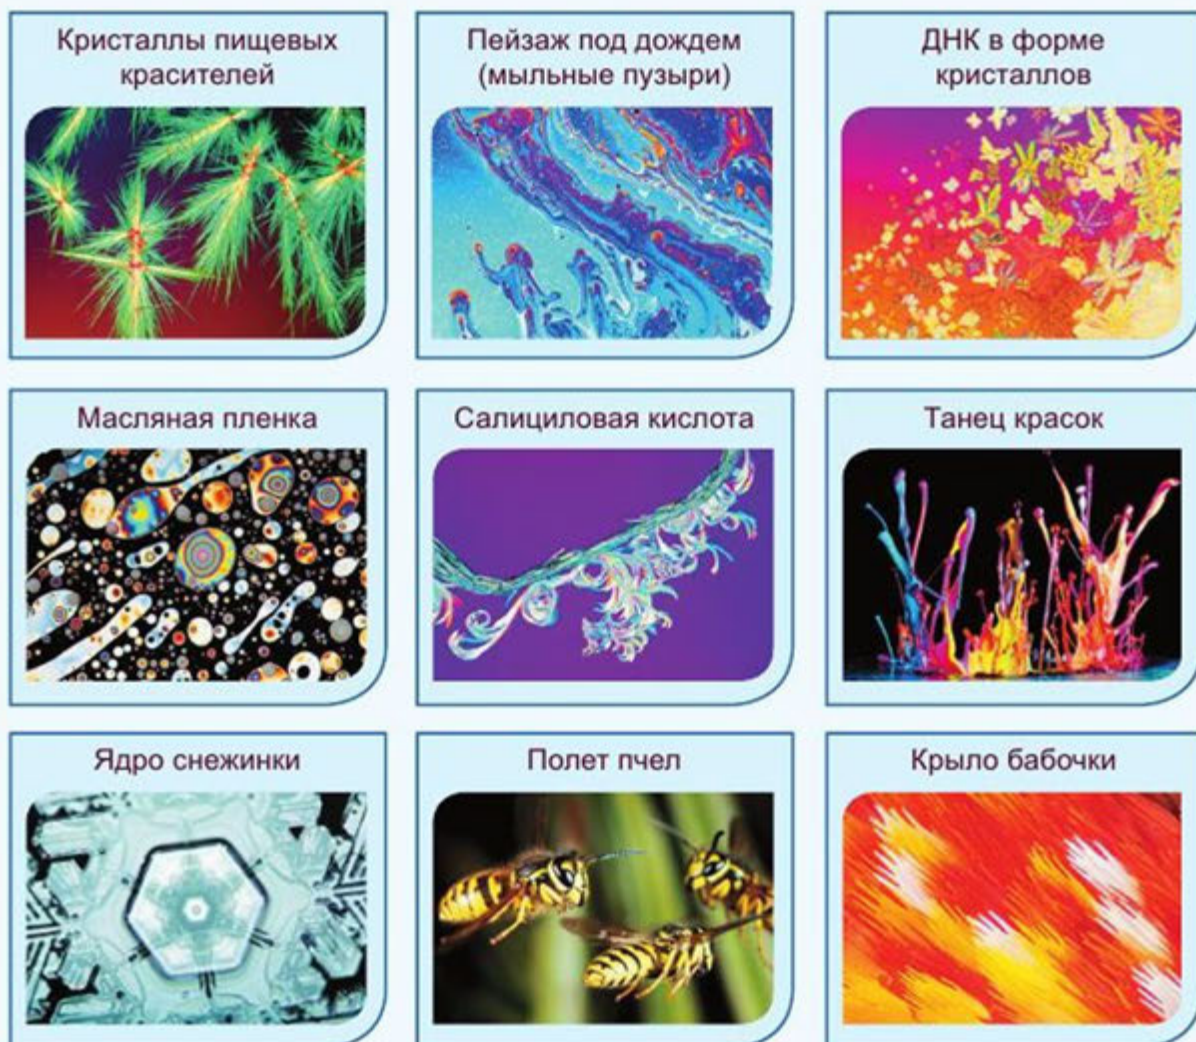 Кристаллы пищевых
красителей
Пейзаж под дождем
(мыльные пузыри)
ДНК в форме
кристаллов
Масляная пленка
Салициловая кислота
Танец красок
Ядро снежинки
Полет пчел
Крыло бабочки